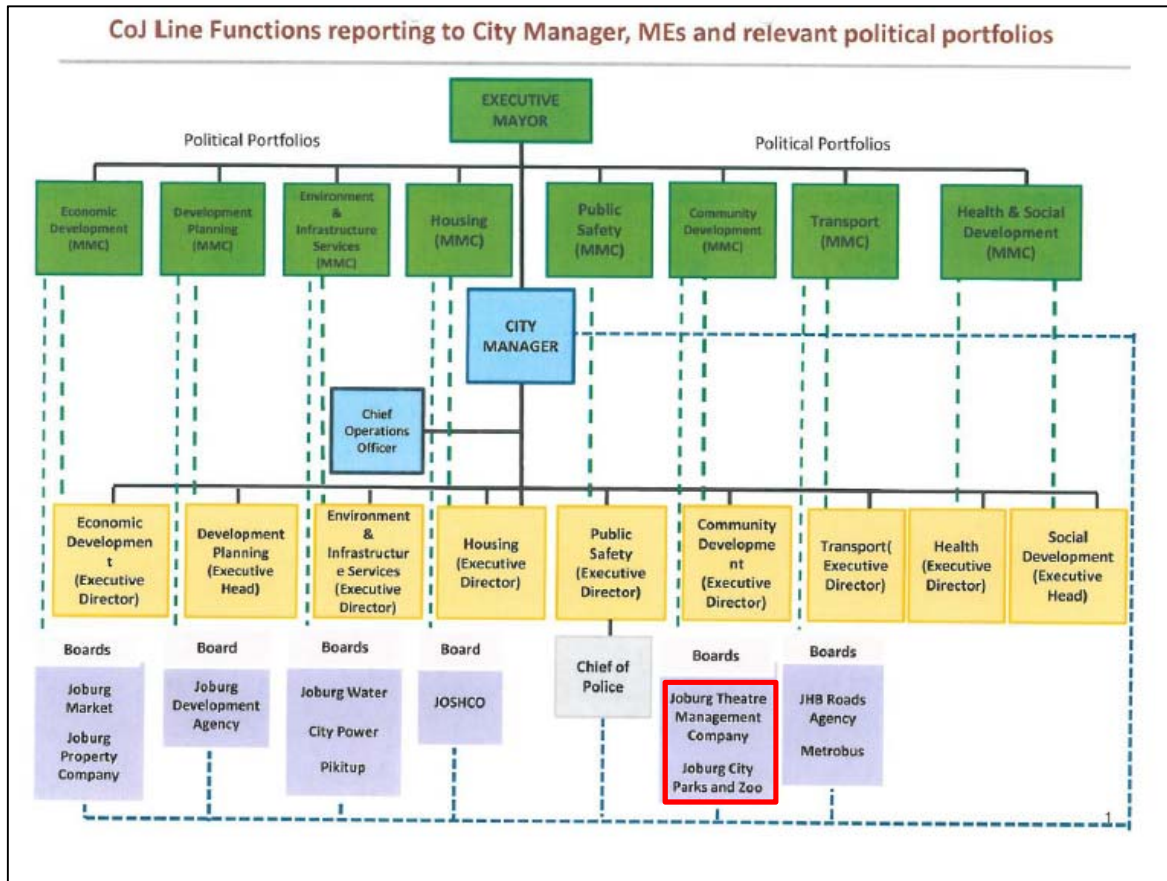 CoJ Line Functions reporting to City Manager, MEs and relevant political portfolios
EXECUTIVE
MAYOR
Political Portfolios
Political Portfolios
Economic
Development
(MMC)
Development
Planning
(MMC)
Environment
&
Infrastructure
Services
(MMC)
Housing
(MMC)
Public
Safety
(MMC)
Community
Development
(MMC)
Transport
(MMC)
Health & Social
Development
(MMC)
CITY
MANAGER
Chief
Operations
Officer
Economic
Developmen
t
(Executive
Director)
Development
Planning
(Executive
Head)
Environment
&
Infrastructur
e Services
(Executive
Director)
Housing
(Executive
Director)
Public
Safety
(Executive
Director)
Community
Developme
nt
(Executive
Director)
Transport(
Executive
Director)
Health
(Executive
Director)
Social
Development
(Executive
Head)
Boards
Joburg
Market
Joburg
Property
Company
Board
Joburg
Development
Agency
Boards
Joburg Water
City Power
Pikitup
Board
JOSHCO
Chief of
Police
Boards
Joburg Theatre
Management
Company
Joburg City
Parks and Zoo
Boards
JHB Roads
Agency
Metrobus
1